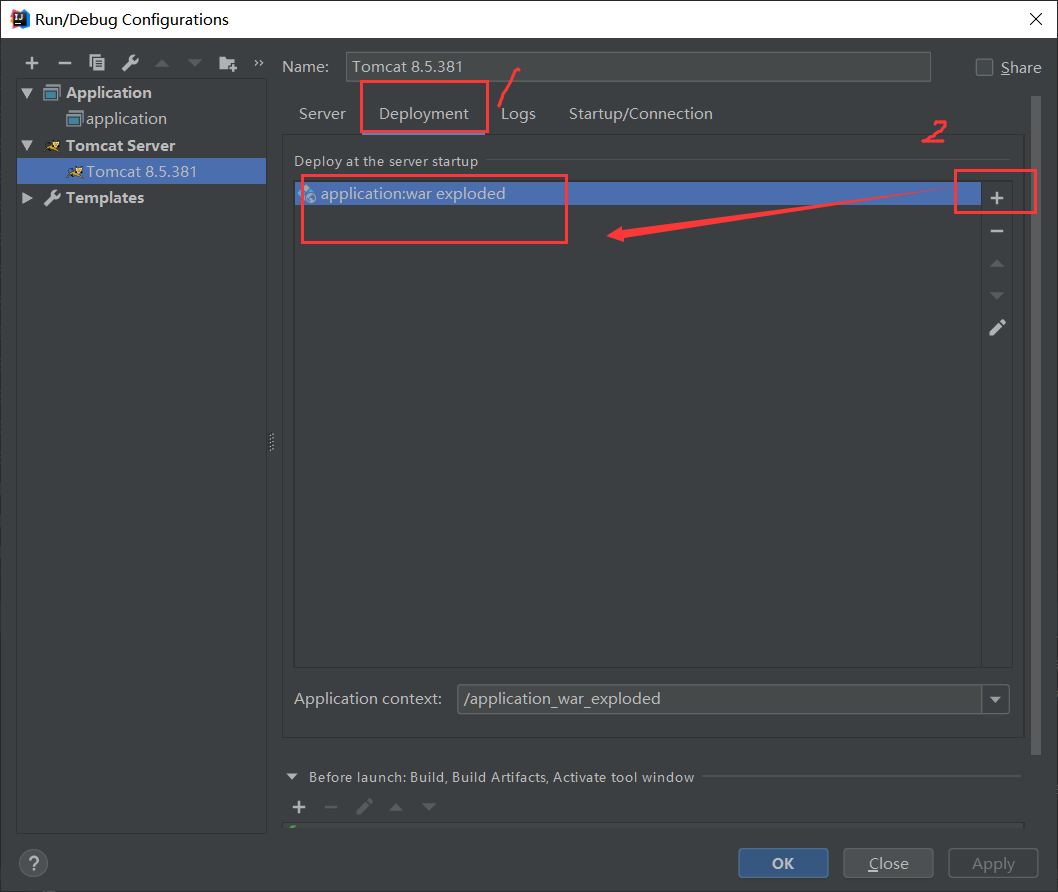 Run/Debug Configurations
Name: Tomcat 8.5.381 Share
Application
application
Tomcat Server
Tomcat 8.5.381
Templates
Server Deployment Logs Startup/Connection
1
2
Deploy at the server startup
application:war exploded
Application context: /application_war_exploded
Before launch: Build, Build Artifacts, Activate tool window
? OK Close Apply